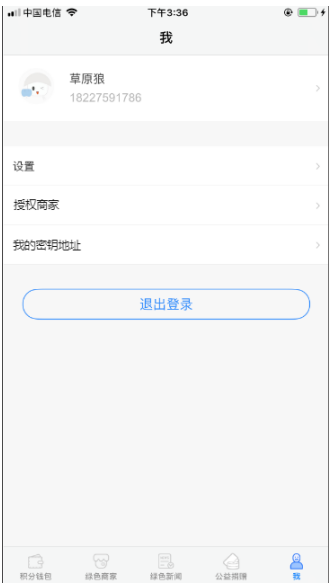 中国电信 下午3:36
我
草原狼
18227591786
设置
授权商家
我的密钥地址
退出登录
积分钱包 绿色商家 绿色新闻 公益捐赠 我